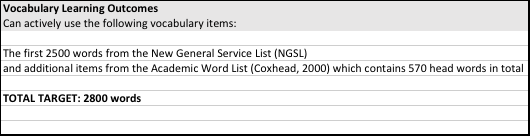 Vocabulary Learning Outcomes
Can actively use the following vocabulary items:
The first 2500 words from the New General Service List (NGSL)
and additional items from the Academic Word List (Coxhead, 2000) which contains 570 head words in total
TOTAL TARGET: 2800 words